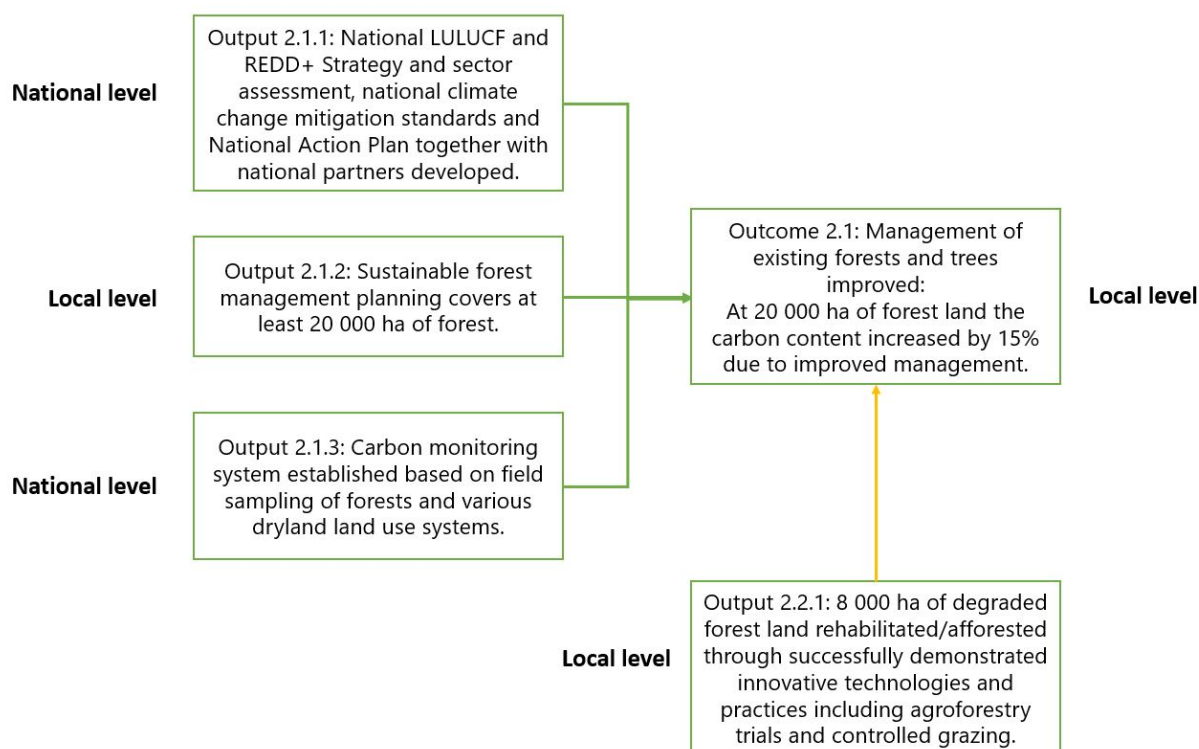 National level
Output 2.1.1: National LULUCF and
REDD+ Strategy and sector
assessment, national climate
change mitigation standards and
National Action Plan together with
national partners developed.
Local level
Output 2.1.2: Sustainable forest
management planning covers at
least 20 000 ha of forest.
National level
Output 2.1.3: Carbon monitoring
system established based on field
sampling of forests and various
dryland land use systems.
Outcome 2.1: Management of
existing forests and trees
improved:
At 20 000 ha of forest land the
carbon content increased by 15%
due to improved management.
Local level
Local level
Output 2.2.1: 8 000 ha of degraded
forest land rehabilitated/afforested
through successfully demonstrated
innovative technologies and
practices including agroforestry
trials and controlled grazing.